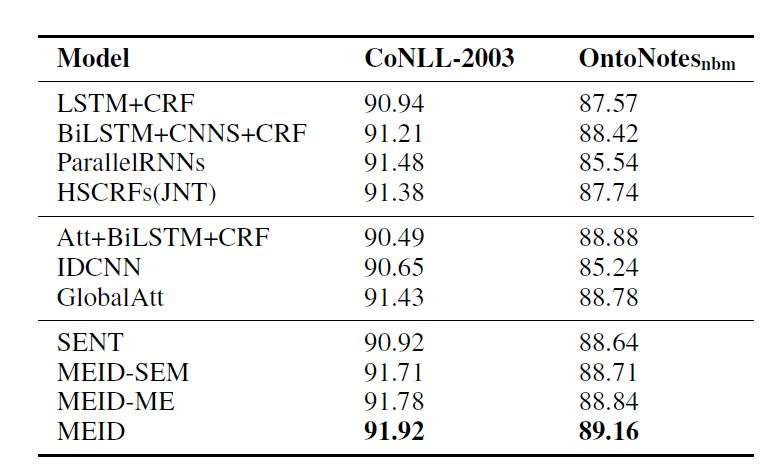 Model CoNLL-2003 OntoNotesnbm
LSTM+CRF 90.94 87.57
BiLSTM+CNNS+CRF 91.21 88.42
ParallelRNNs 91.48 85.54
HSCRFs(JNT) 91.38 87.74
Att+BiLSTM+CRF 90.49 88.88
IDCNN 90.65 85.24
GlobalAtt 91.43 88.78
SENT 90.92 88.64
MEID-SEM 91.71 88.71
MEID-ME 91.78 88.84
MEID 91.92 89.16